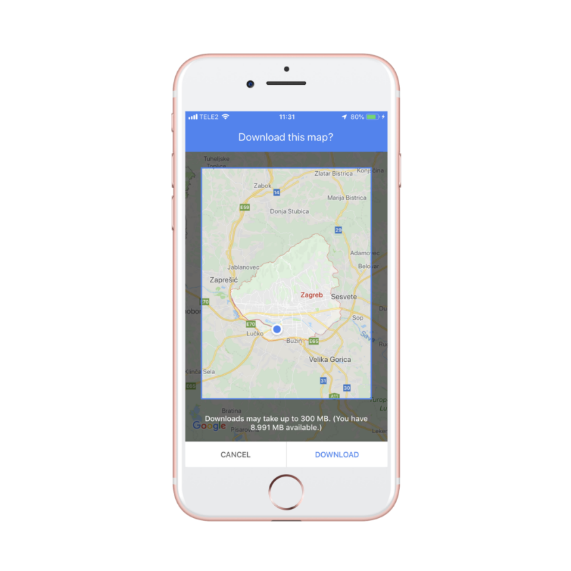 TELE2 11:31 80%
Download this map?
Zlatar Bistrica
Zabok
Marija Bistrica
Donja Stubica
Jablanovec
Zaprešić
Zagreb
Sesvete
Lučko
Velika Gorica
Downloads may take up to 300 MB. (You have
8.991 MB available.)
Google
CANCEL DOWNLOAD